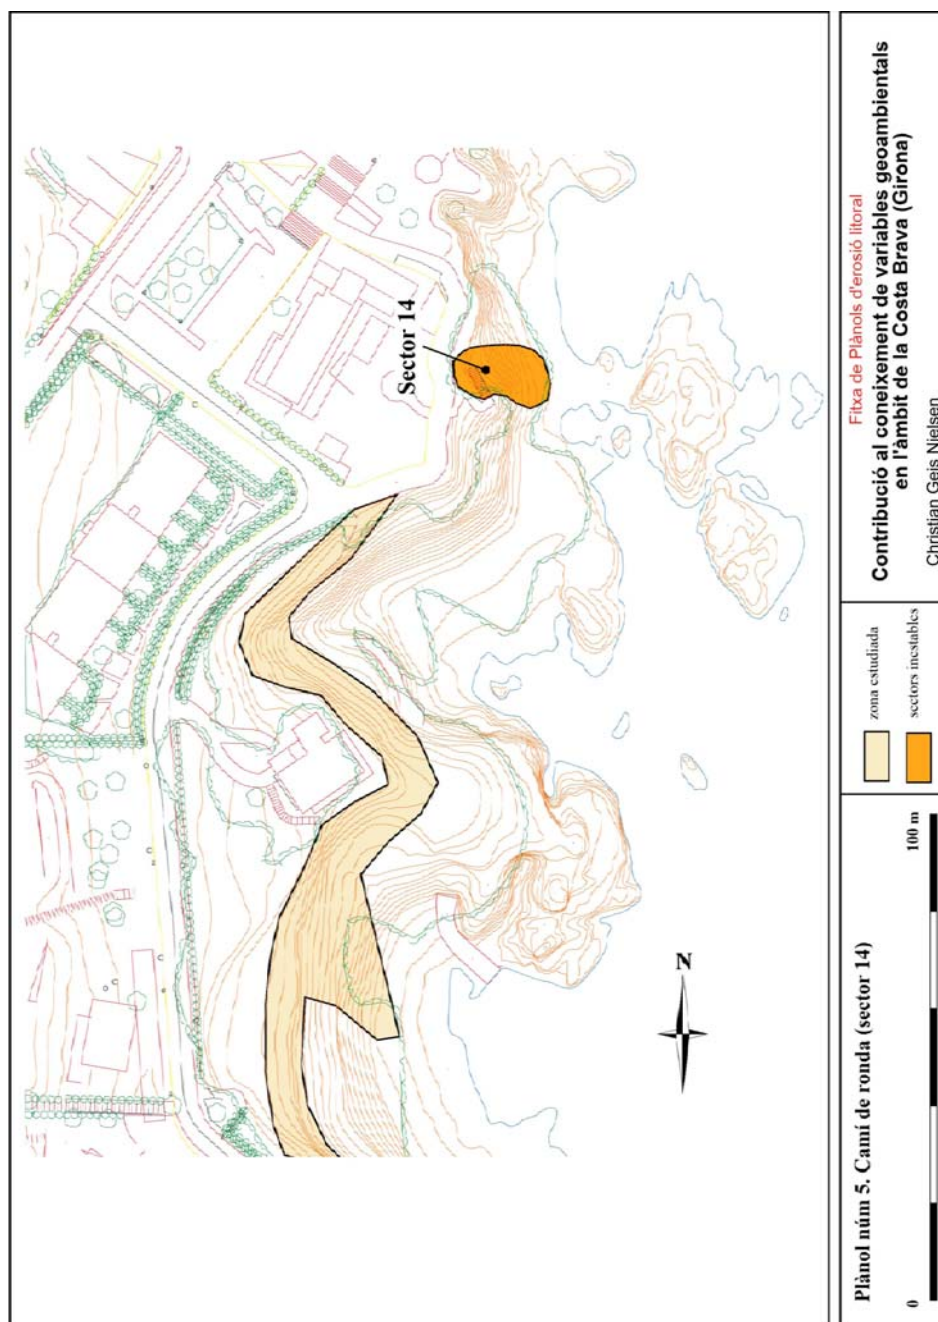 Sector 14
N
Plànol núm 5. Camí de ronda (sector 14)
0
100 m
zona estudiada
sectors inestables
Fitxa de Plànols d'erosió litoral
Contribució al coneixement de variables geoambientals
en l'àmbit de la Costa Brava (Girona)
Christian Geis Nielsen